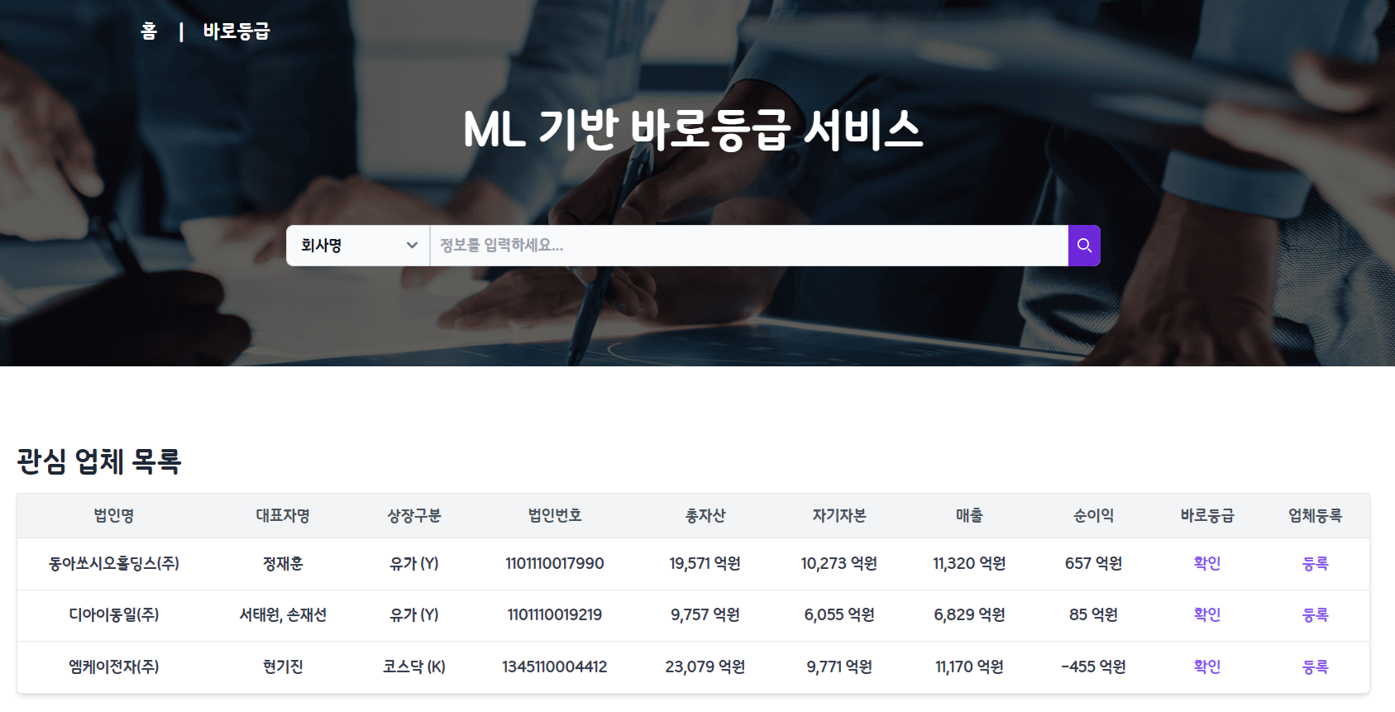 홈 | 바로등급
ML 기반 바로등급 서비스
회사명 정보를 입력하세요...
관심 업체 목록
법인명 대표자명 상장구분 법인번호 총자산 자기자본 매출 순이익 바로등급 업체등록
동아쏘시오홀딩스(주) 정재훈 유가 (Y) 1101110017990 19,571 억원 10,273 억원 11,320 억원 657 억원 확인 등록
디아이동일(주) 서태원, 손재선 유가 (Y) 1101110019219 9,757 억원 6,055 억원 6,829 억원 85 억원 확인 등록
엠케이전자(주) 현기진 코스닥 (K) 1345110004412 23,079 억원 9,771 억원 11,170 억원 -455 억원 확인 등록